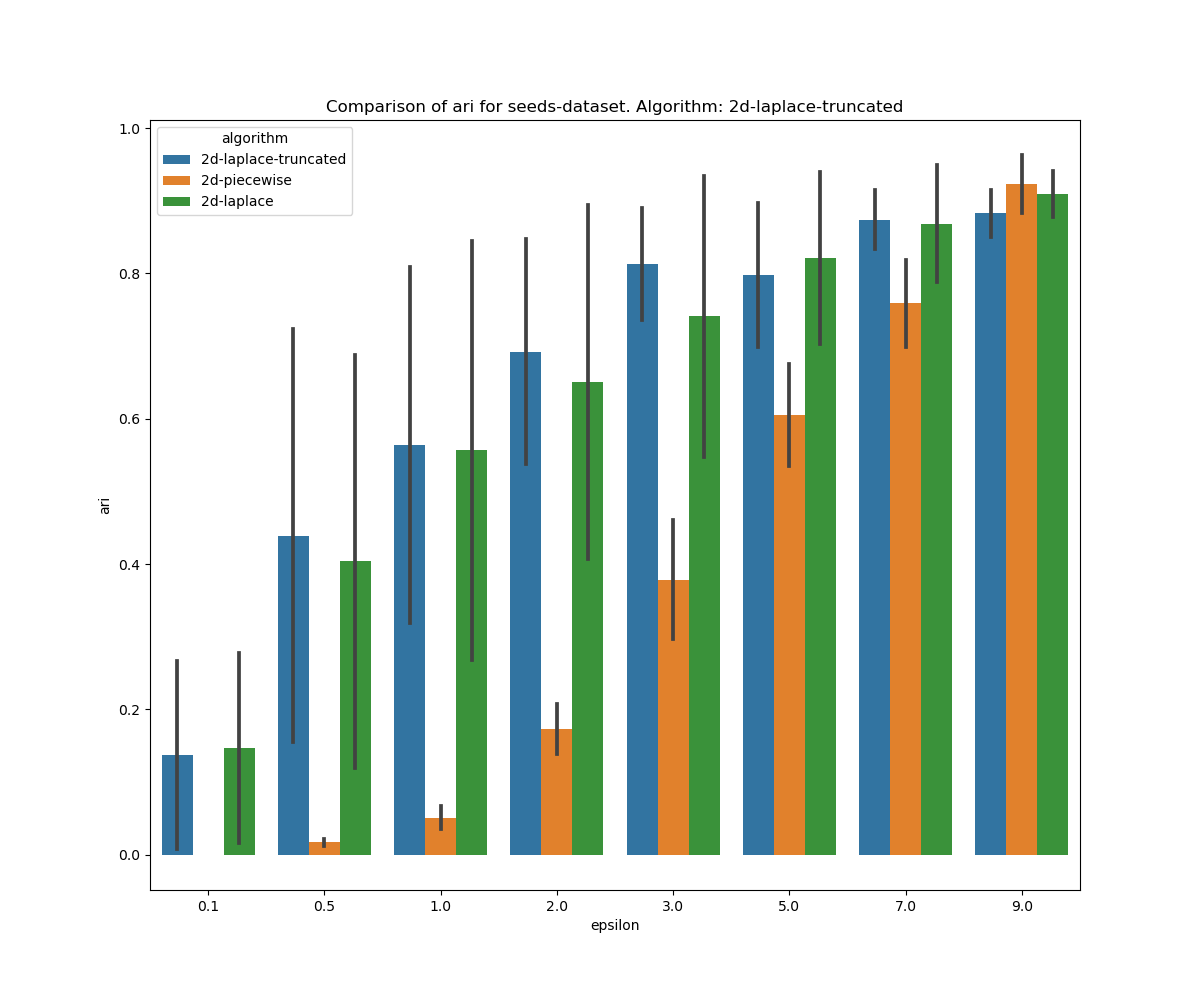 Comparison of ari for seeds-dataset. Algorithm: 2d-laplace-truncated
algorithm
2d-laplace-truncated
2d-piecewise
2d-laplace
1.0
0.8
0.6
0.4
0.2
0.0
ari
0.1 0.5 1.0 2.0 3.0 5.0 7.0 9.0
epsilon